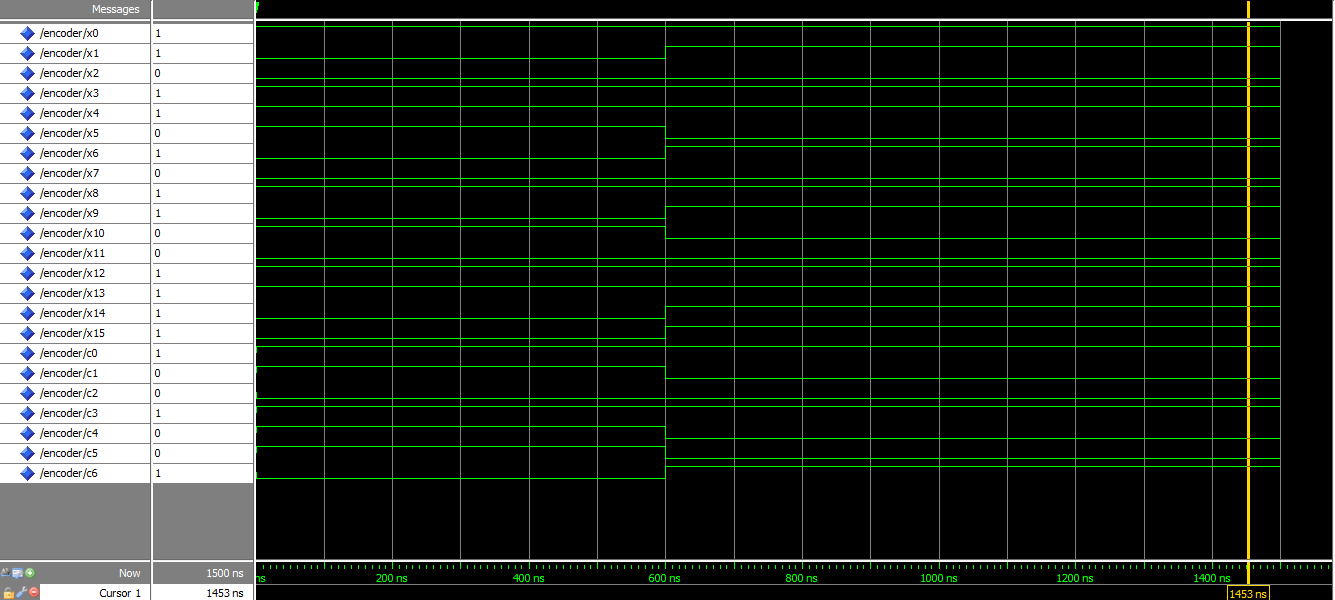 Messages
/encoder/x0 1
/encoder/x1 1
/encoder/x2 0
/encoder/x3 1
/encoder/x4 1
/encoder/x5 0
/encoder/x6 1
/encoder/x7 0
/encoder/x8 1
/encoder/x9 1
/encoder/x10 0
/encoder/x11 0
/encoder/x12 1
/encoder/x13 1
/encoder/x14 1
/encoder/x15 1
/encoder/c0 1
/encoder/c1 0
/encoder/c2 0
/encoder/c3 1
/encoder/c4 0
/encoder/c5 0
/encoder/c6 1
Now 1500 ns ns 200 ns 400 ns 600 ns 800 ns 1000 ns 1200 ns 1400 ns
Cursor 1 1453 ns 1453 ns